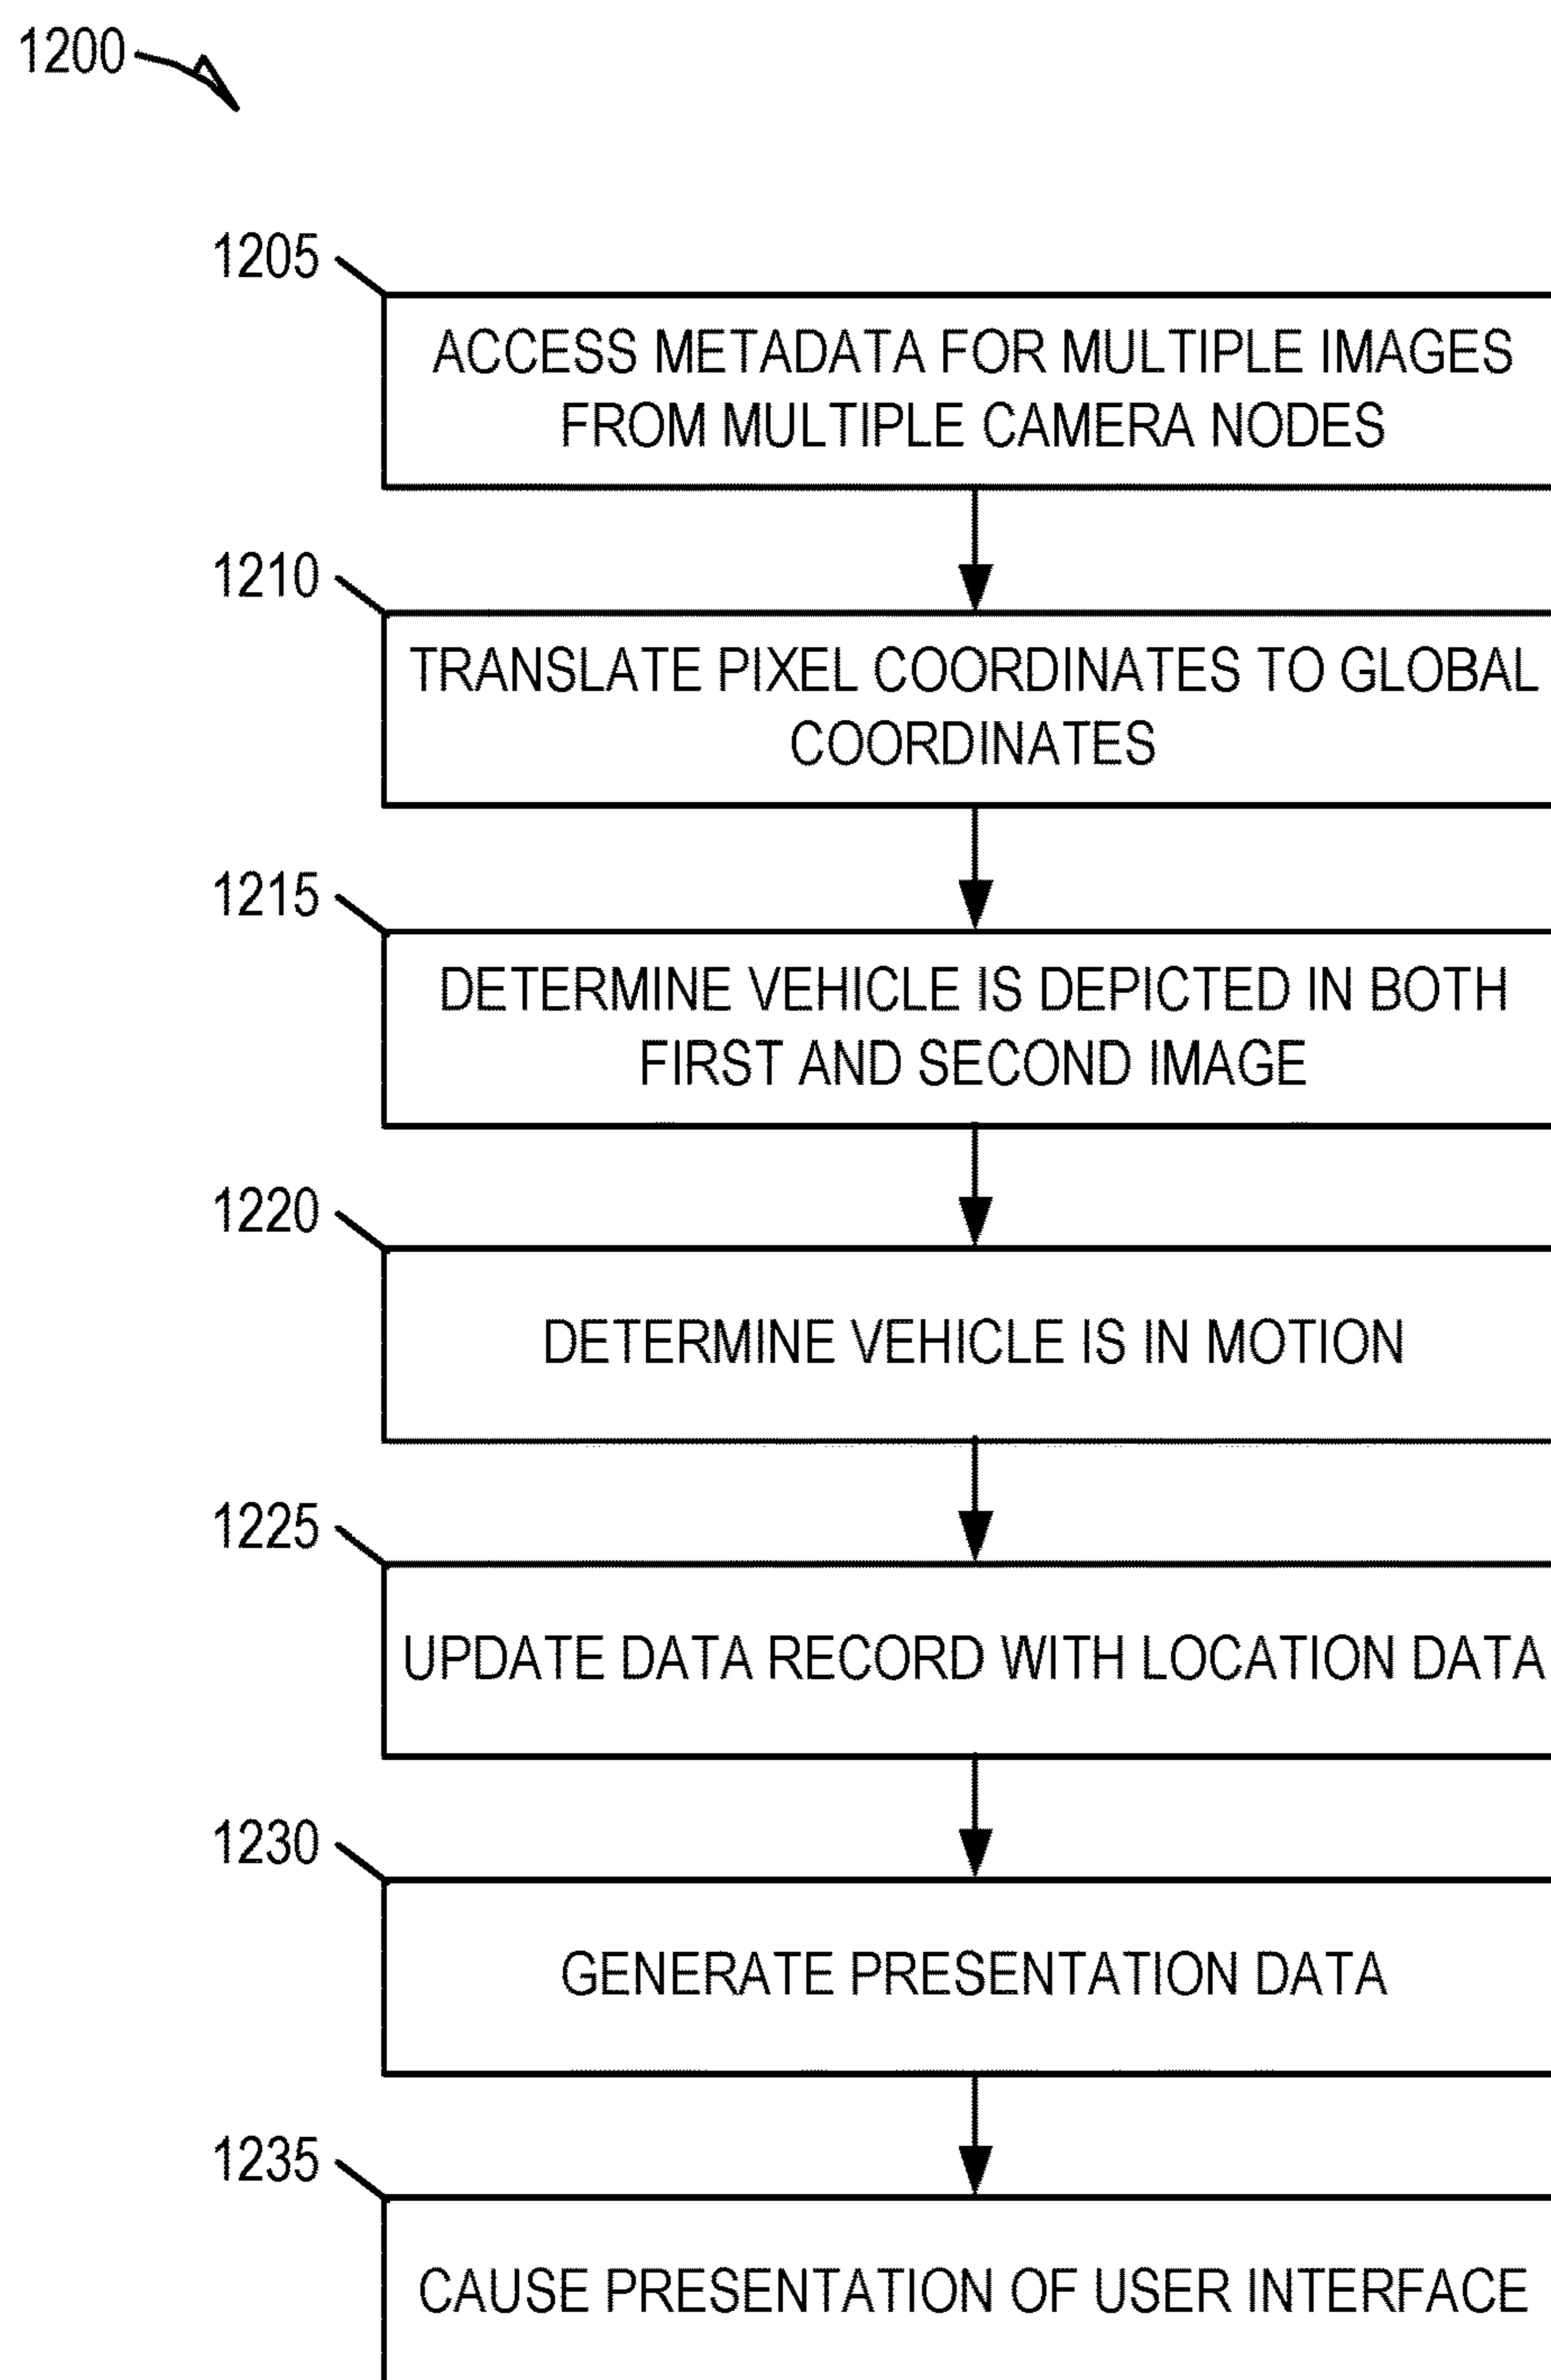 1200
1205
ACCESS METADATA FOR MULTIPLE IMAGES
FROM MULTIPLE CAMERA NODES
1210
TRANSLATE PIXEL COORDINATES TO GLOBAL
COORDINATES
1215
DETERMINE VEHICLE IS DEPICTED IN BOTH
FIRST AND SECOND IMAGE
1220
DETERMINE VEHICLE IS IN MOTION
1225
UPDATE DATA RECORD WITH LOCATION DATA
1230
GENERATE PRESENTATION DATA
1235
CAUSE PRESENTATION OF USER INTERFACE